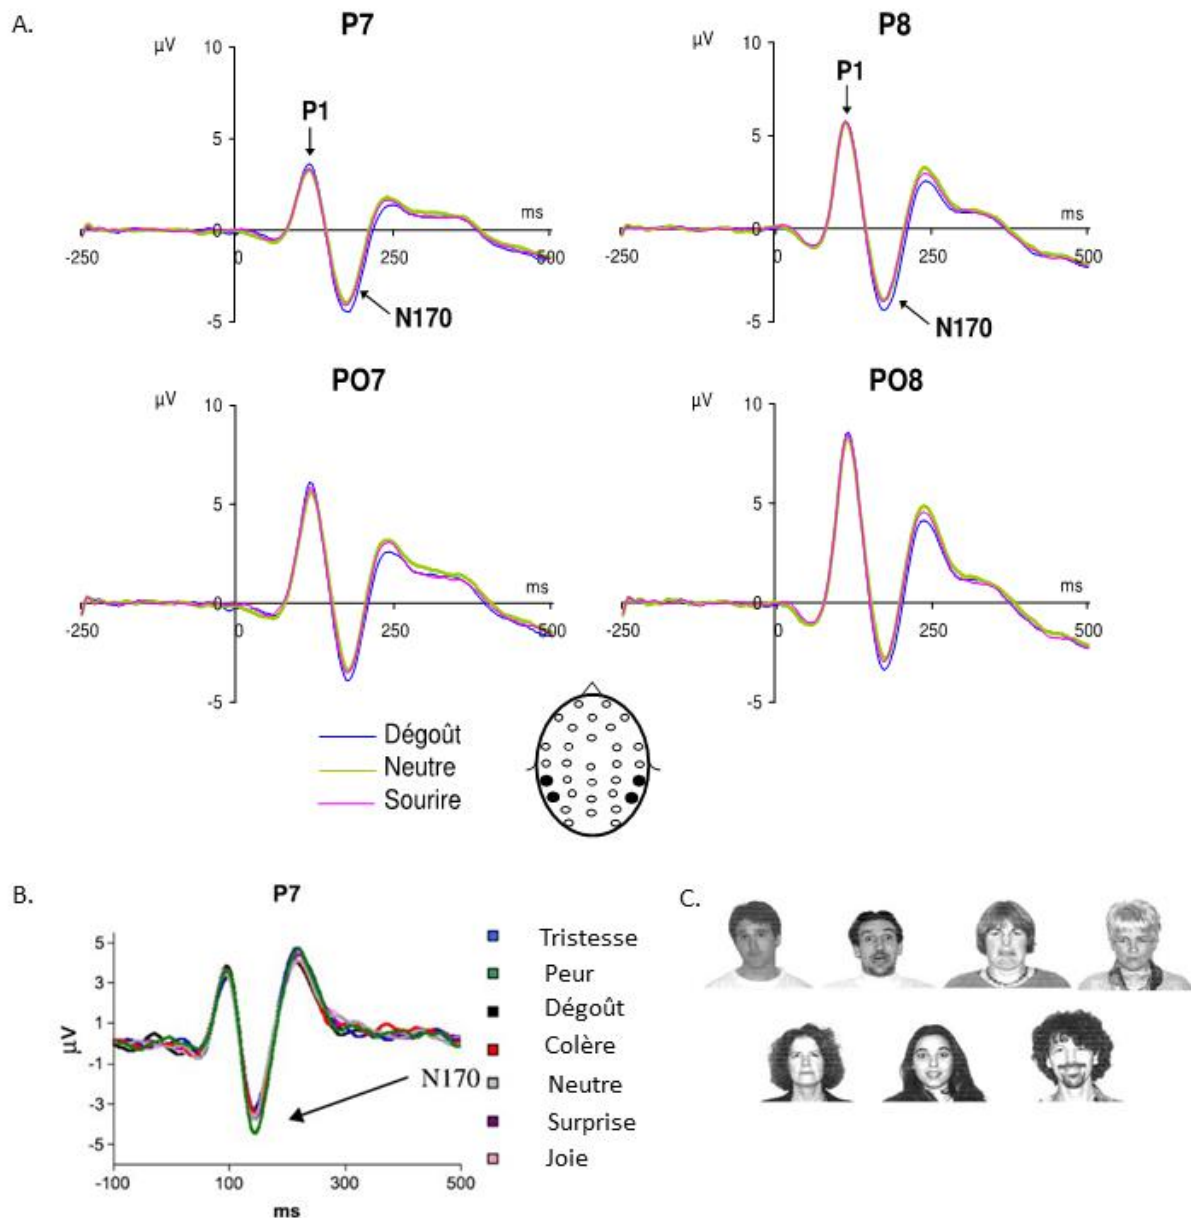 A.
P7
P8
µV
10
P1
5
ms
-250
0
0
250
500
-5
N170
µV
10
P1
5
ms
-250
0
0
250
500
-5
N170
PO7
PO8
µV
10
5
ms
-250
0
0
250
500
-5
µV
10
5
ms
-250
0
0
250
500
-5
Dégoût
Neutre
Sourire
B.
P7
5
3
1
-1
-3
-5
µV
N170
-100
100
300
500
ms
Tristesse
Peur
Dégoût
Colère
Neutre
Surprise
Joie
C.